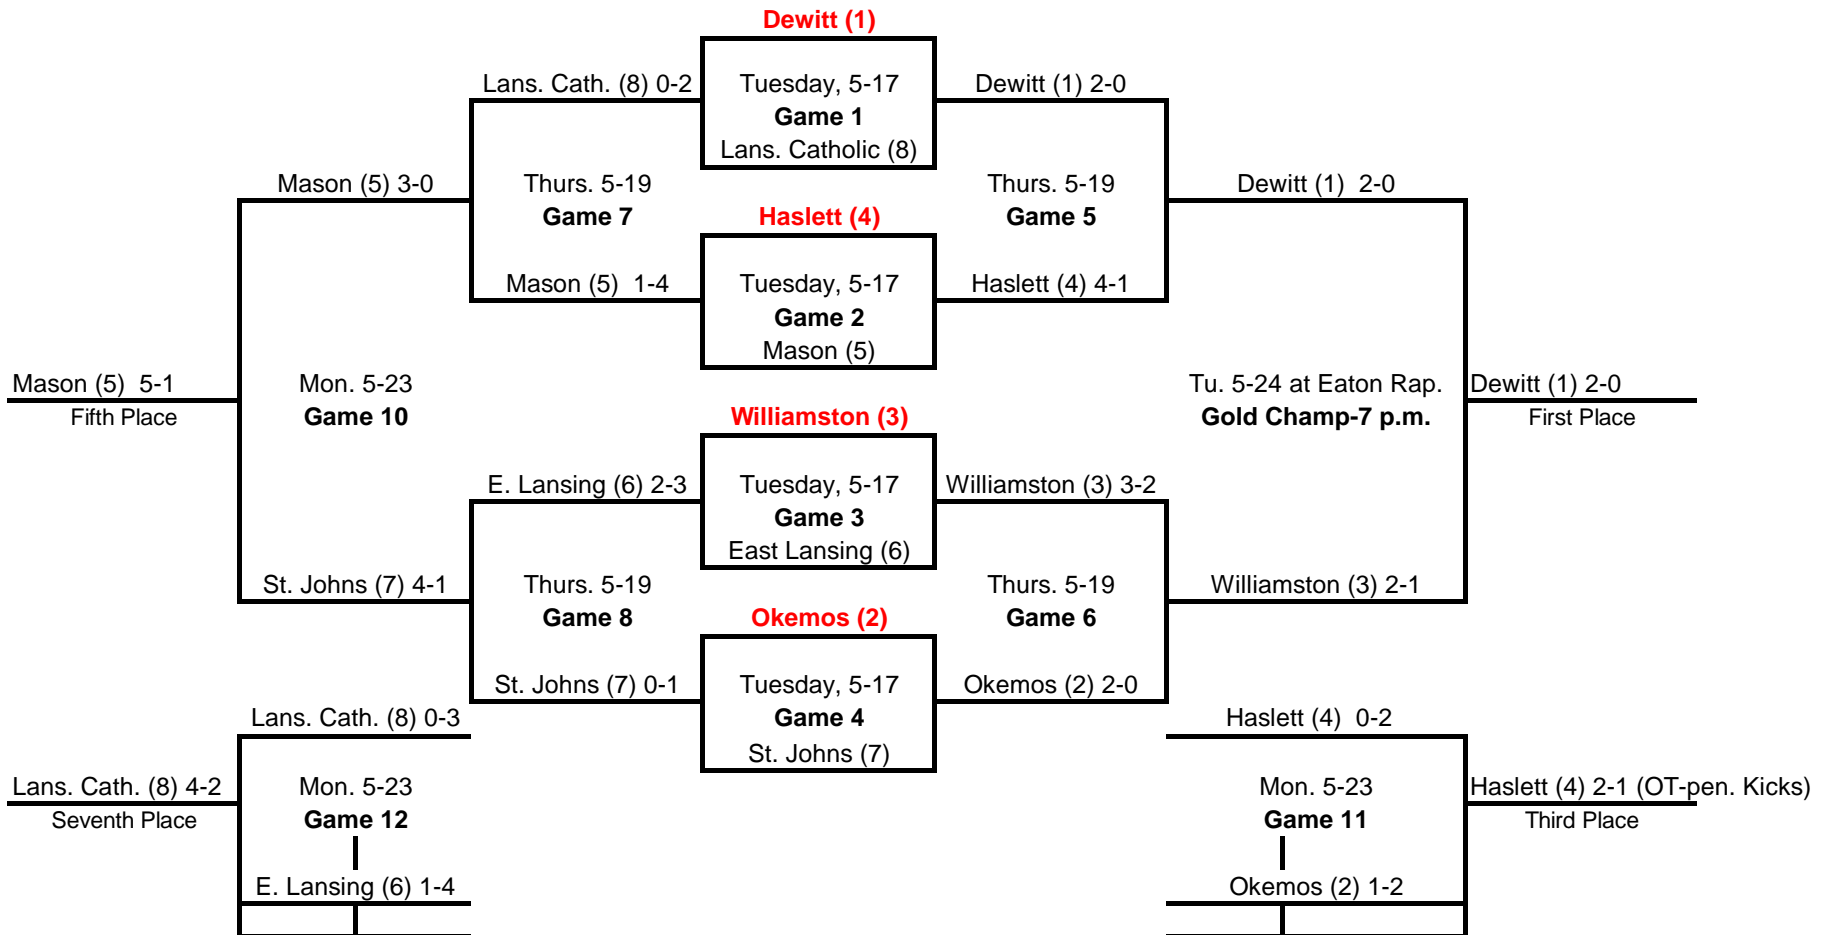 Dewitt (1)
Lans. Cath. (8) 0-2
Tuesday, 5-17
Dewitt (1) 2-0
Game 1
Lans. Catholic (8)
Mason (5) 3-0
Thurs. 5-19
Thurs. 5-19
Dewitt (1)  2-0
Game 7
Haslett (4)
Game 5
Mason (5)  1-4
Tuesday, 5-17
Haslett (4) 4-1
Game 2
Mason (5)
Mason (5)  5-1
Mon. 5-23
Tu. 5-24 at Eaton Rap.
Dewitt (1) 2-0
Fifth Place
Game 10
Williamston (3)
Gold Champ-7 p.m.
First Place
E. Lansing (6) 2-3
Tuesday, 5-17
Williamston (3) 3-2
Game 3
East Lansing (6)
St. Johns (7) 4-1
Thurs. 5-19
Thurs. 5-19
Williamston (3) 2-1
Game 8
Okemos (2)
Game 6
St. Johns (7) 0-1
Tuesday, 5-17
Okemos (2) 2-0
Lans. Cath. (8) 0-3
Game 4
Haslett (4)  0-2
St. Johns (7)
Lans. Cath. (8) 4-2
Mon. 5-23
Mon. 5-23
Haslett (4) 2-1 (OT-pen. Kicks)
Seventh Place
Game 12
Game 11
Third Place
E. Lansing (6) 1-4
Okemos (2) 1-2